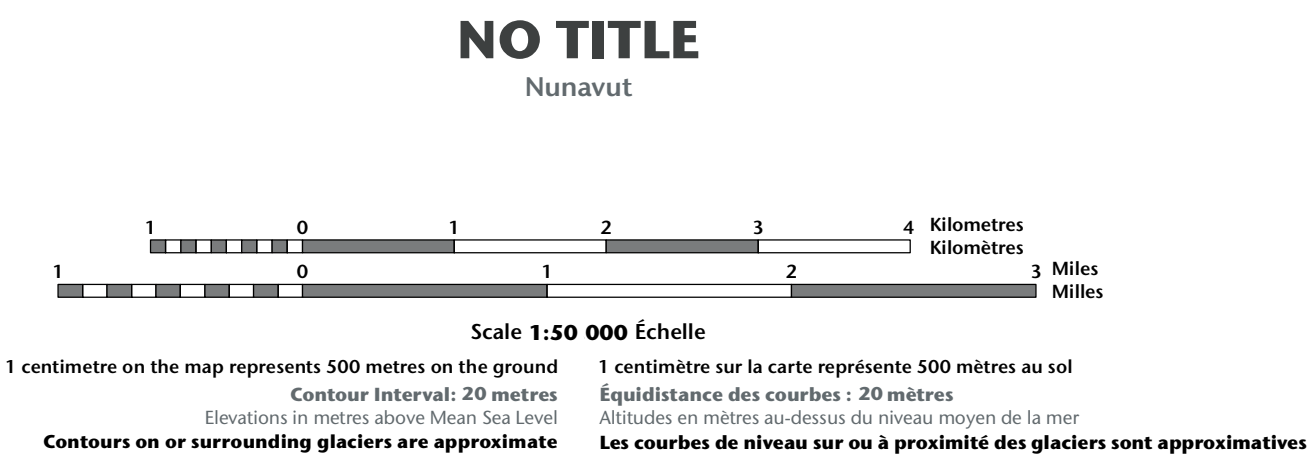 NO TITLE
Nunavut
1 0 1 2 3 4 Kilometres
Kilomètres
1 0 1 2 3 Miles
Milles
Scale 1:50 000 Échelle
1 centimetre on the map represents 500 metres on the ground
Contour Interval: 20 metres
Elevations in metres above Mean Sea Level
Contours on or surrounding glaciers are approximate
1 centimètre sur la carte représente 500 mètres au sol
Équidistance des courbes : 20 mètres
Altitudes en mètres au-dessus du niveau moyen de la mer
Les courbes de niveau sur ou à proximité des glaciers sont approximatives